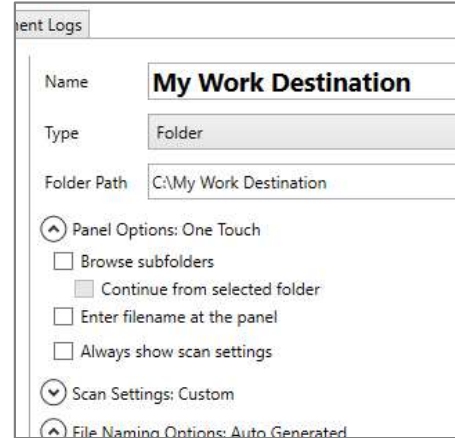 ent Logs
Name My Work Destination
Type Folder
Folder Path C:\My Work Destination
Panel Options: One Touch
Browse subfolders
Continue from selected folder
Enter filename at the panel
Always show scan settings
Scan Settings: Custom
File Naming Options: Auto Generated